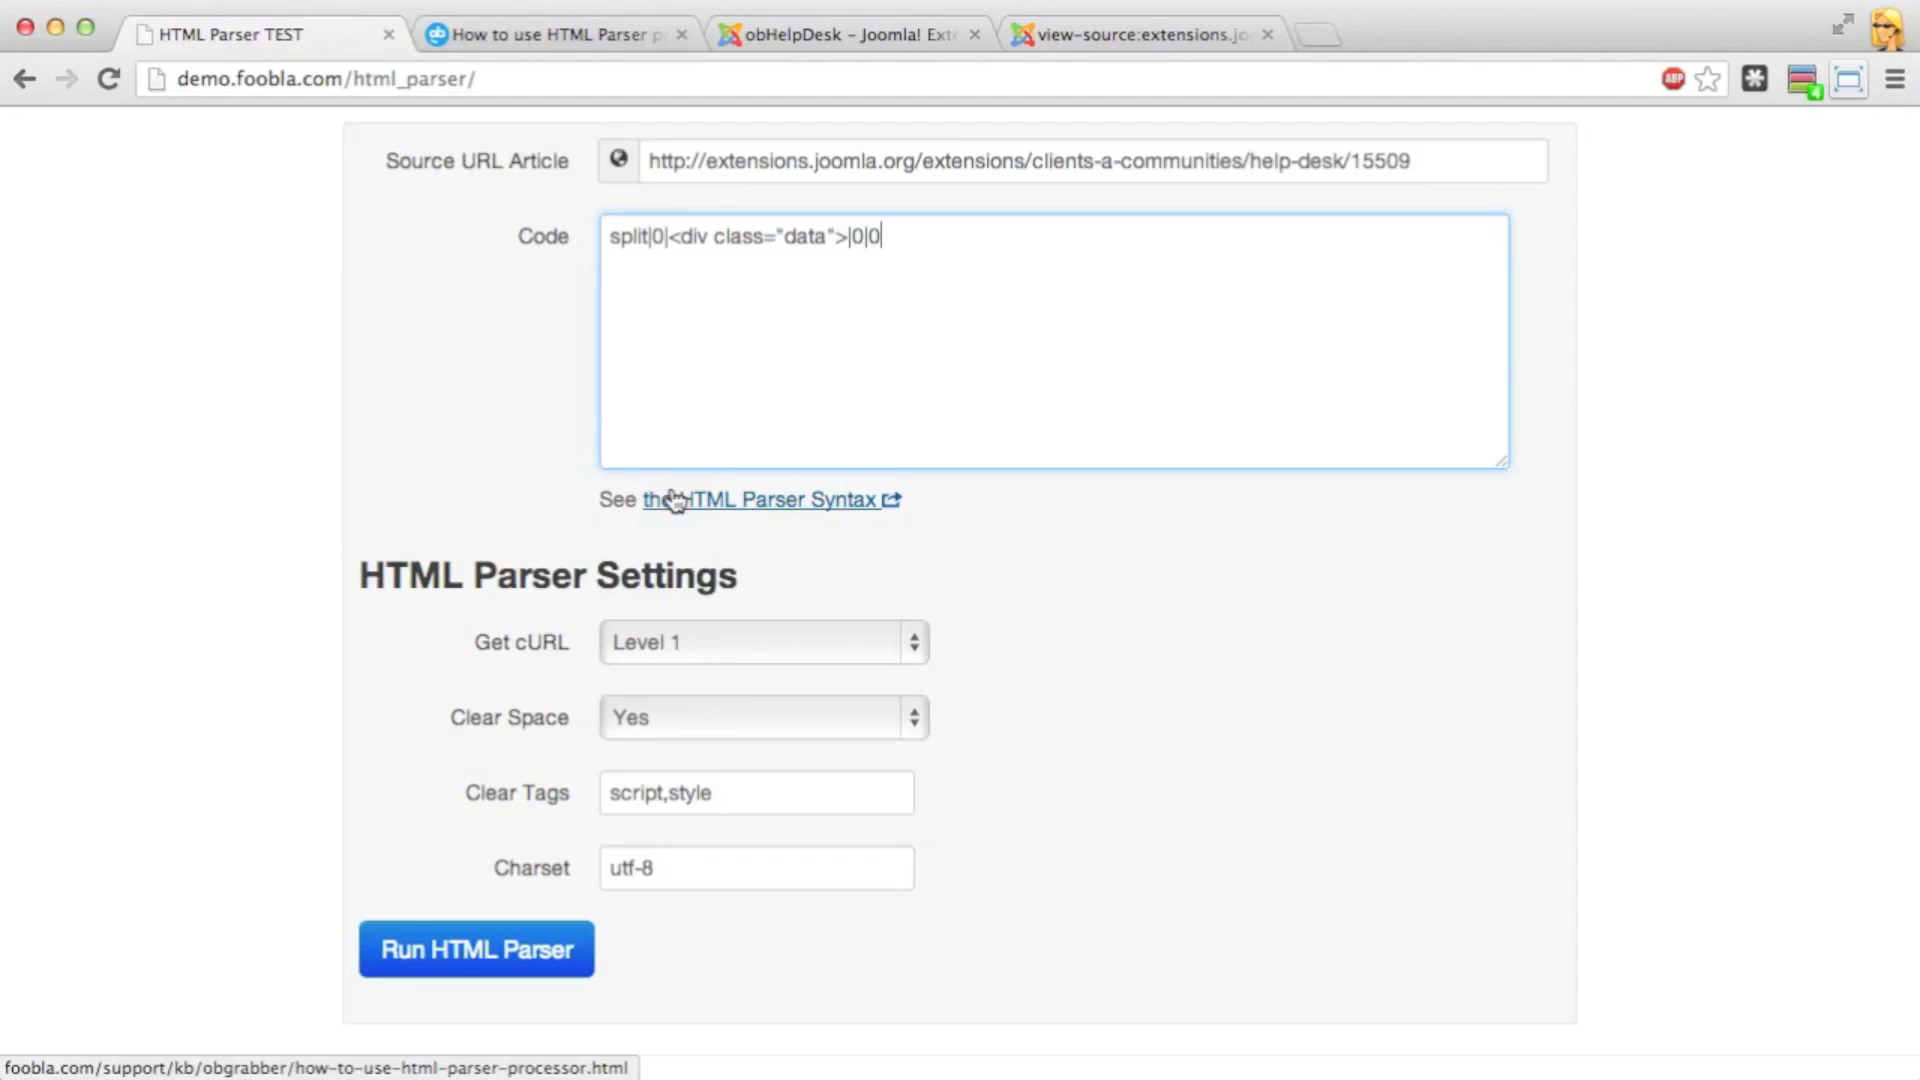 HTML Parser TEST
How to use HTML Parser p
obHelpDesk - Joomla! Exte
view-source:extensions.jo
demo.foobla.com/html_parser/
ABP
Source URL Article
http://extensions.joomla.org/extensions/clients-a-communities/help-desk/15509
Code
split|0|<div class="data">|0|0
See the HTML Parser Syntax
HTML Parser Settings
Get cURL
Level 1
Clear Space
Yes
Clear Tags
script,style
Charset
utf-8
Run HTML Parser
foobla.com/support/kb/obgrabber/how-to-use-html-parser-processor.html